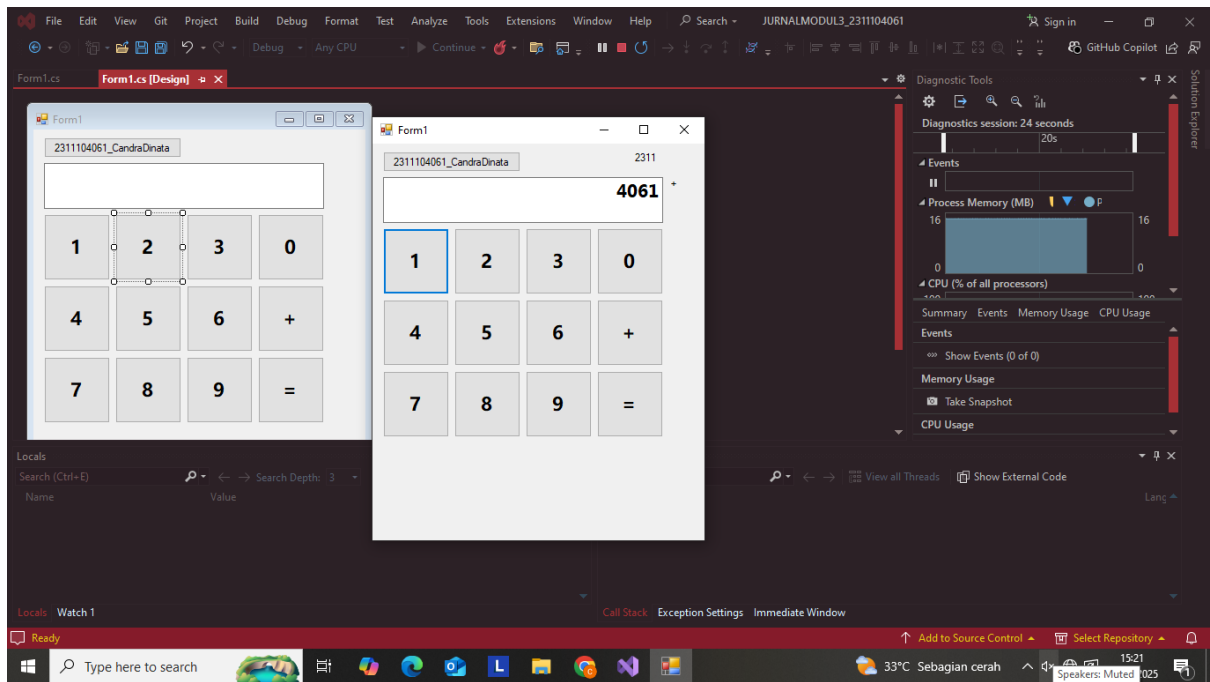 File Edit View Git Project Build Debug Format Test Analyze Tools Extensions Window Help Search JURNALMODUL3_2311104061 Sign in
Debug Any CPU Continue GitHub Copilot
Form1.cs Form1.cs [Design]
Form1
2311104061_CandraDinata
1 2 3 0
4 5 6 +
7 8 9 =
Form1
2311104061_CandraDinata 2311
4061 +
1 2 3 0
4 5 6 +
7 8 9 =
Diagnostic Tools
Diagnostics session: 24 seconds
20s
Events
Process Memory (MB) P
16 16
0 0
CPU (% of all processors)
100 100
Summary Events Memory Usage CPU Usage
Events
Show Events (0 of 0)
Memory Usage
Take Snapshot
CPU Usage
Solution Explorer
Locals
Search (Ctrl+E) Search Depth: 3
Name Value
View all Threads Show External Code
Lang
Locals Watch 1
Call Stack Exception Settings Immediate Window
Ready Add to Source Control Select Repository
Type here to search L 33°C Sebagian cerah 15:21
Speakers: Muted 025
1